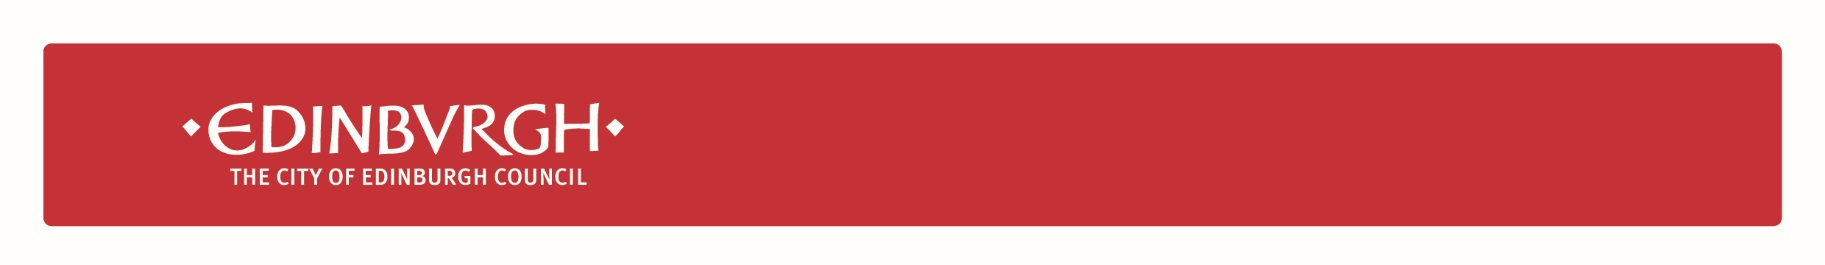 EDINBVRGH
THE CITY OF EDINBURGH COUNCIL